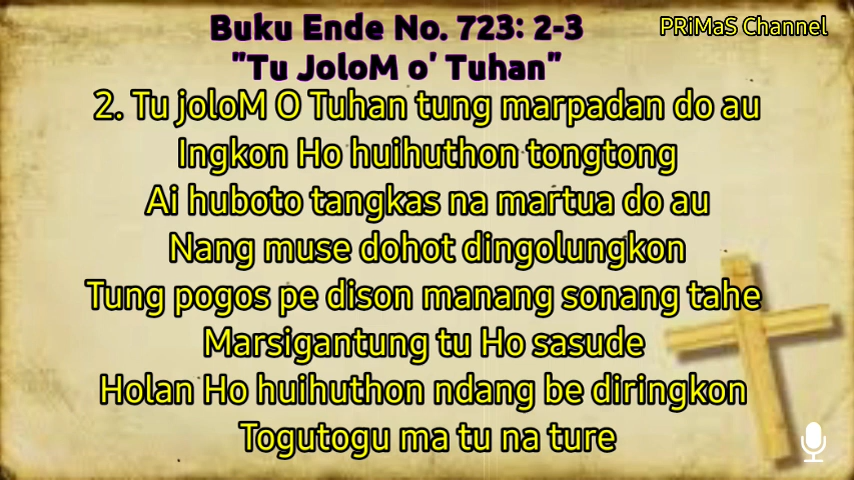 Buku Ende No. 723: 2-3
PRiMaS Channel
"Tu JoloM o' Tuhan"
2. Tu joloM O Tuhan tung marpadan do au
Ingkon Ho huihuthon tongtong
Ai huboto tangkas na martua do au
Nang muse dohot dingolungkon
Tung pogos pe dison manang sonang tahe
Marsigantung tu Ho sasude
Holan Ho huihuthon ndang be diringkon
Togutogu ma tu na ture